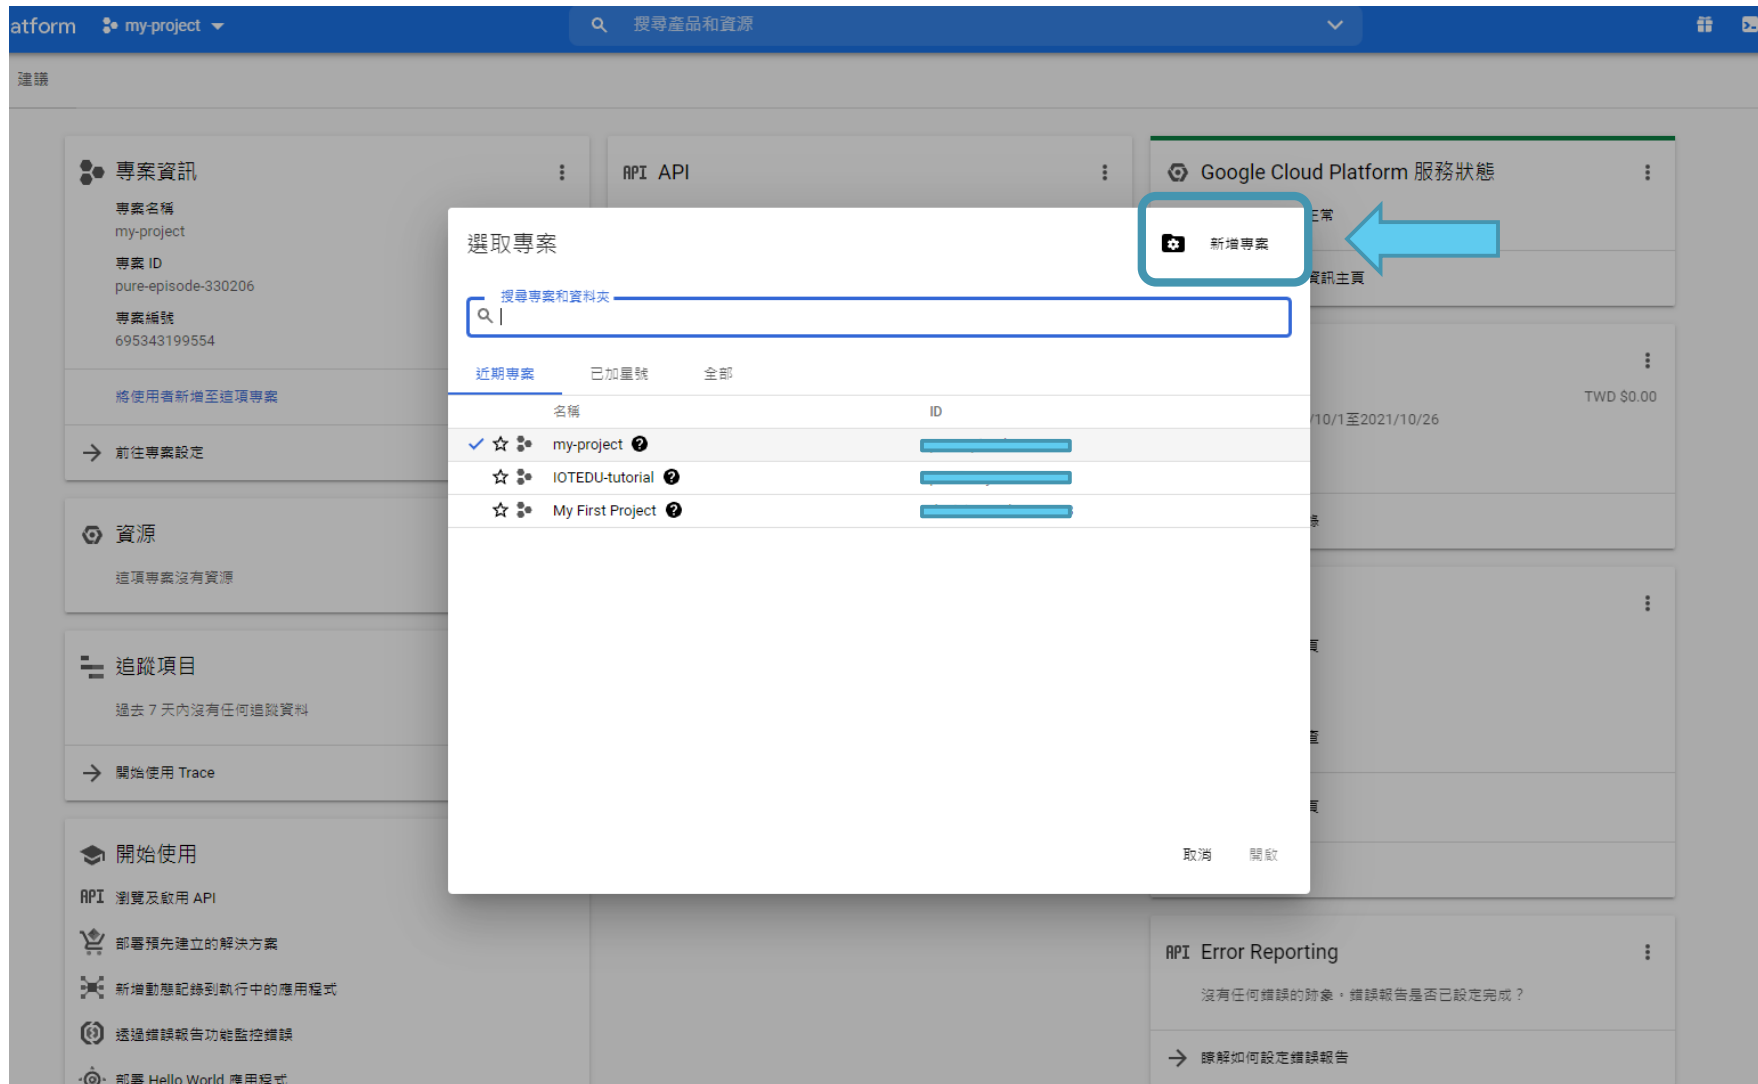 atform my-project 搜尋產品和資源
建議
專案資訊
專案名稱
my-project
專案 ID
pure-episode-330206
專案編號
695343199554
將使用者新增至這項專案
前往專案設定
資源
這項專案沒有資源
追蹤項目
過去 7 天內沒有任何追蹤資料
開始使用 Trace
開始使用
API 瀏覽及啟用 API
部署預先建立的解決方案
新增動態記錄到執行中的應用程式
透過錯誤報告功能監控錯誤
部署 Hello World 應用程式
API API
選取專案
新增專案
搜尋專案和資料夾
近期專案 已加星號 全部
名稱 ID
my-project
IOTEDU-tutorial
My First Project
取消 開啟
Google Cloud Platform 服務狀態
正常
資訊主頁
TWD $0.00
/10/1至2021/10/26
API Error Reporting
沒有任何錯誤的跡象。錯誤報告是否已設定完成？
瞭解如何設定錯誤報告